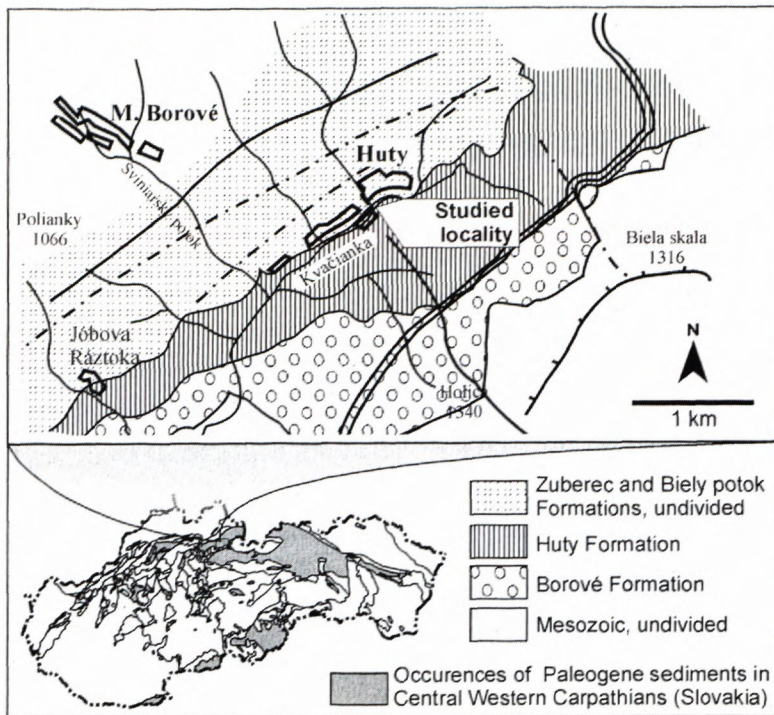 M. Borové
Huty
Sviniarsky potok
Studied
locality
Polianky
1066
Kvačianka
Biela skala
1316
Jóbova
Ráztoka
N
1340
1 km
Zuberec and Biely potok
Formations, undivided
Huty Formation
Borové Formation
Mesozoic, undivided
Occurences of Paleogene sediments in
Central Western Carpathians (Slovakia)